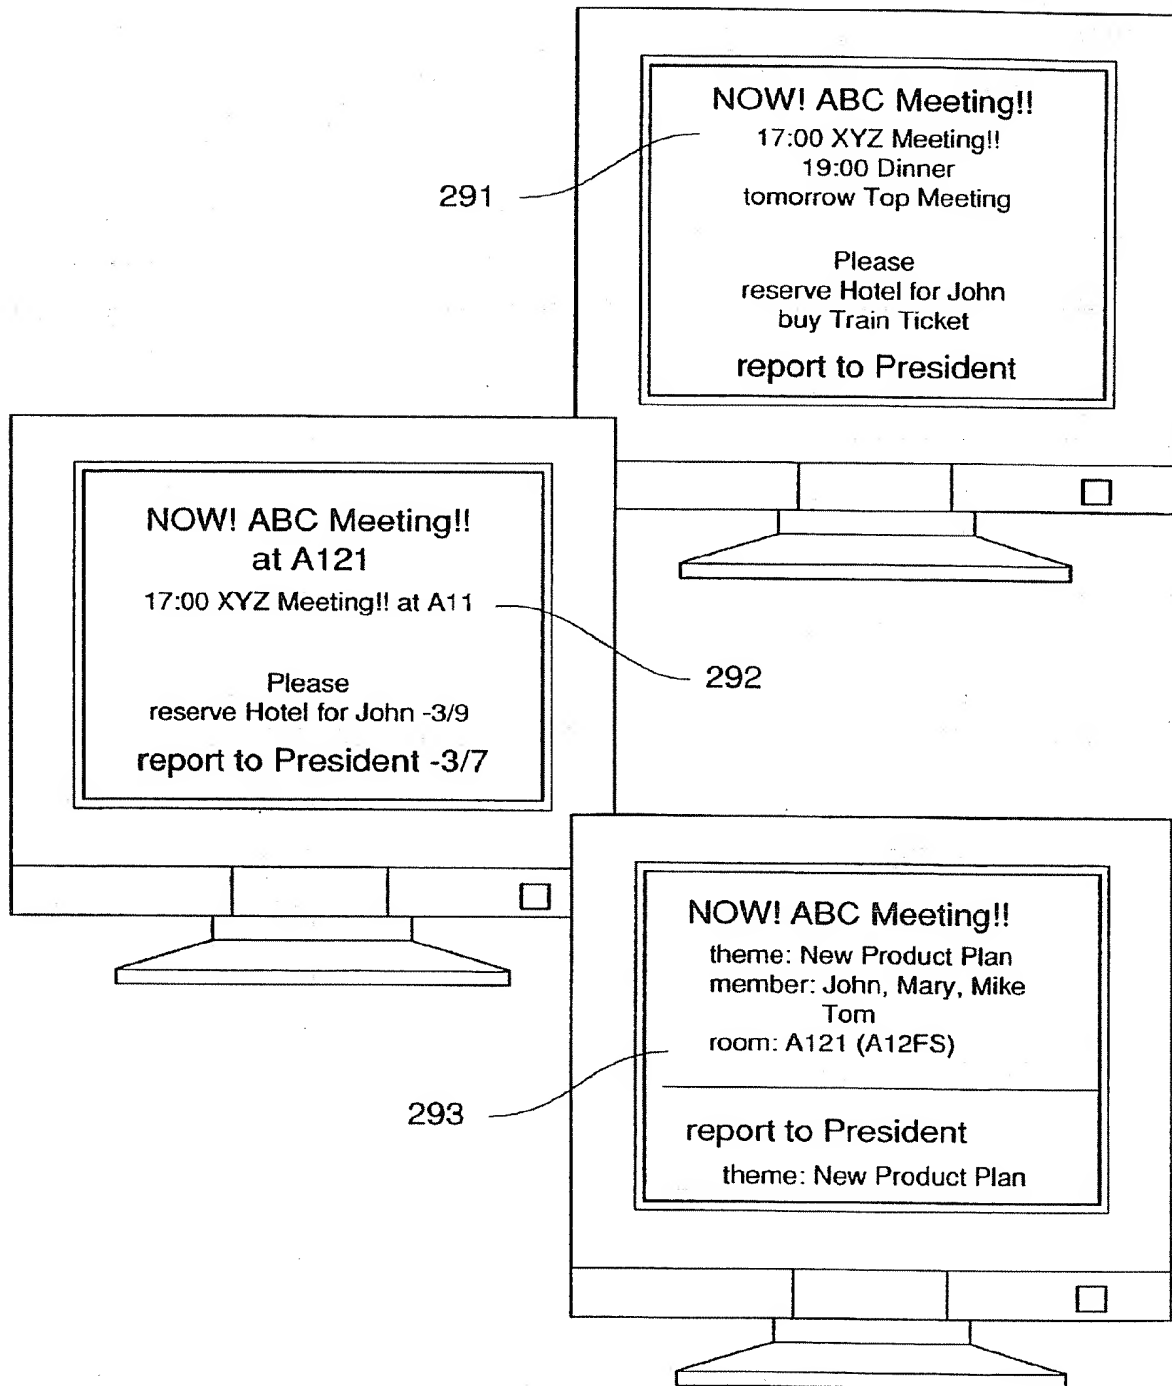 NOW! ABC Meeting!!
17:00 XYZ Meeting!!
19:00 Dinner
tomorrow Top Meeting
Please
reserve Hotel for John
buy Train Ticket
report to President
291
NOW! ABC Meeting!!
at A121
17:00 XYZ Meeting!! at A11
Please
reserve Hotel for John -3/9
report to President -3/7
292
NOW! ABC Meeting!!
theme: New Product Plan
member: John, Mary, Mike
Tom
room: A121 (A12FS)
report to President
theme: New Product Plan
293